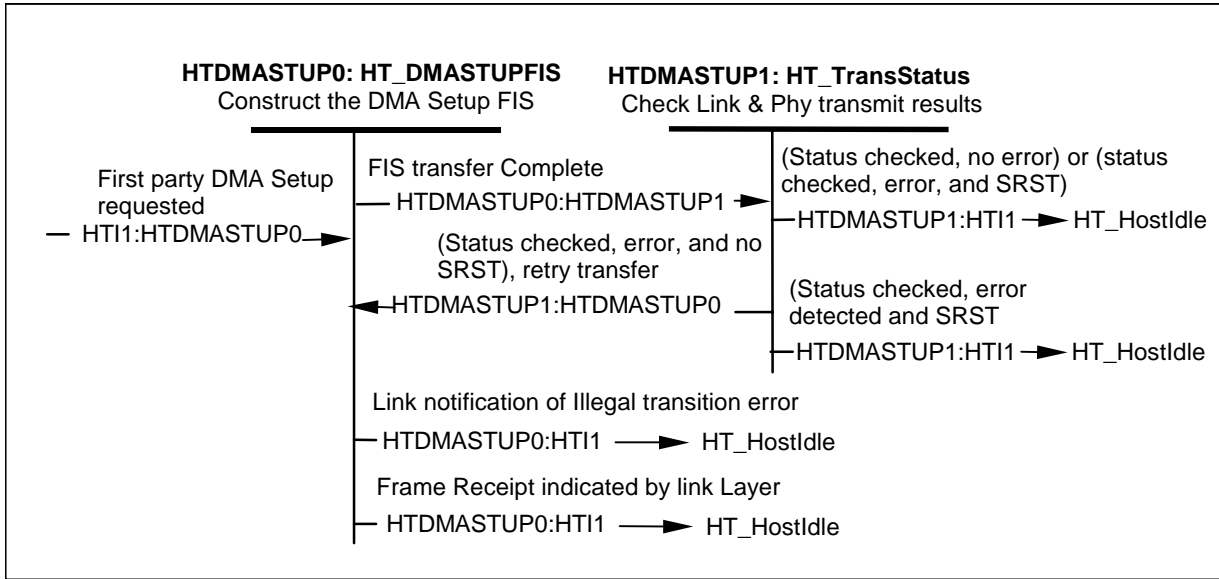 HTDMASTUP0: HT_DMASTUPFIS
Construct the DMA Setup FIS
HTDMASTUP1: HT_TransStatus
Check Link & Phy transmit results
First party DMA Setup
requested
HTI1:HTDMASTUP0
FIS transfer Complete
HTDMASTUP0:HTDMASTUP1
(Status checked, error, and no
SRST), retry transfer
HTDMASTUP1:HTDMASTUP0
Link notification of Illegal transition error
HTDMASTUP0:HTI1
HT_HostIdle
Frame Receipt indicated by link Layer
HTDMASTUP0:HTI1
HT_HostIdle
(Status checked, no error) or (status
checked, error, and SRST)
HTDMASTUP1:HTI1
HT_HostIdle
(Status checked, error
detected and SRST
HTDMASTUP1:HTI1
HT_HostIdle